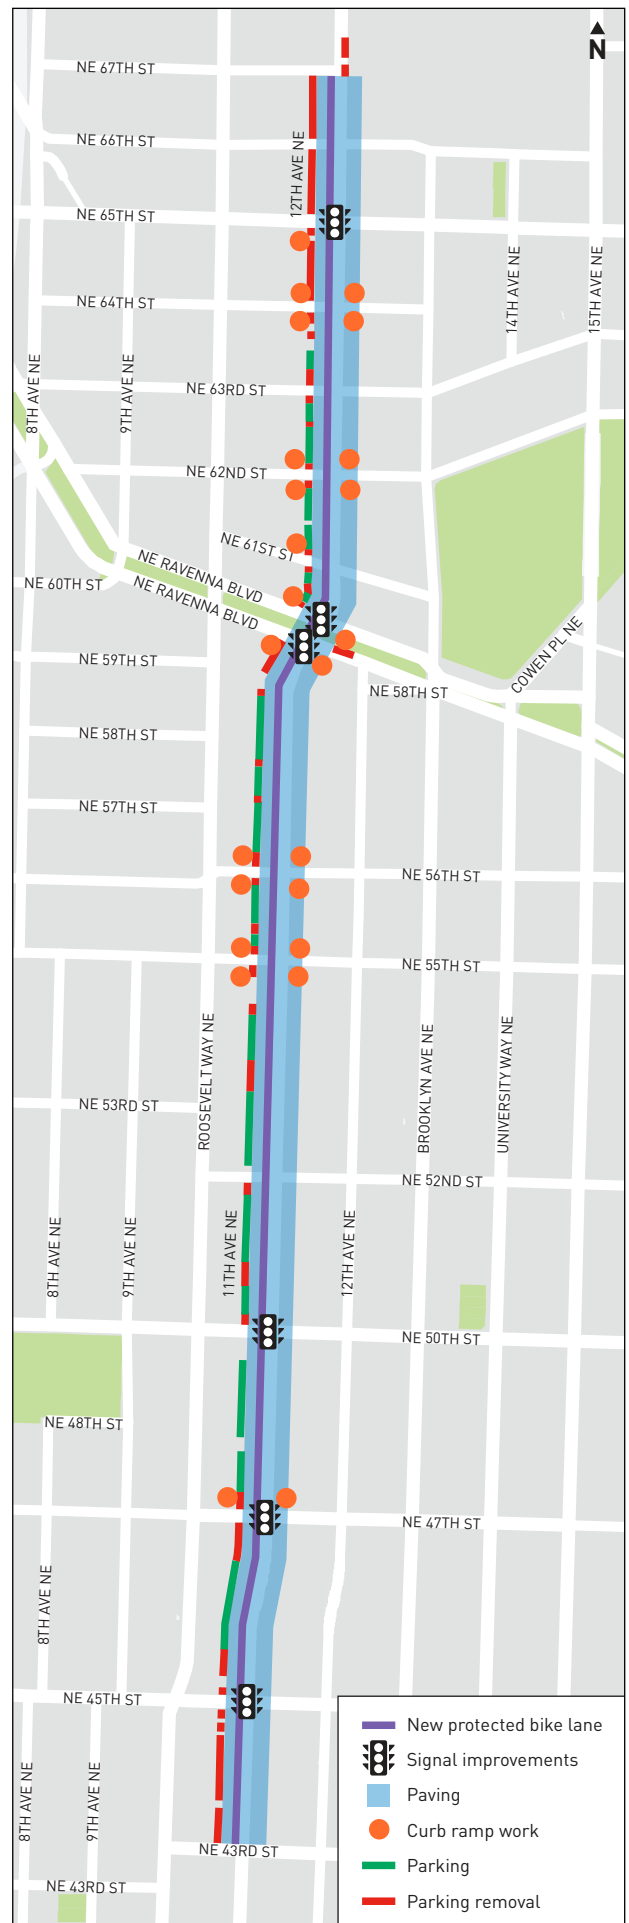 N
NE 67TH ST
NE 66TH ST
12TH AVE NE
NE 65TH ST
14TH AVE NE
15TH AVE NE
NE 64TH ST
8TH AVE NE
9TH AVE NE
NE 63RD ST
NE 62ND ST
NE 61ST ST
NE RAVENNA BLVD
NE RAVENNA BLVD
NE 60TH ST
COWEN PL NE
NE 59TH ST
NE 58TH ST
NE 58TH ST
NE 57TH ST
NE 56TH ST
NE 55TH ST
ROOSEVELT WAY NE
BROOKLYN AVE NE
UNIVERSITY WAY NE
NE 53RD ST
NE 52ND ST
8TH AVE NE
9TH AVE NE
11TH AVE NE
12TH AVE NE
NE 50TH ST
NE 48TH ST
NE 47TH ST
8TH AVE NE
NE 45TH ST
8TH AVE NE
9TH AVE NE
NE 43RD ST
NE 43RD ST
New protected bike lane
Signal improvements
Paving
Curb ramp work
Parking
Parking removal